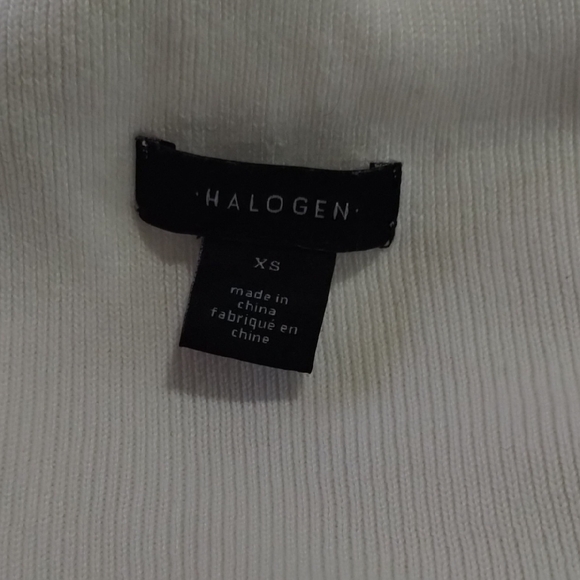 ·HALOGEN·
XS
made in
china
fabriqué en
chine